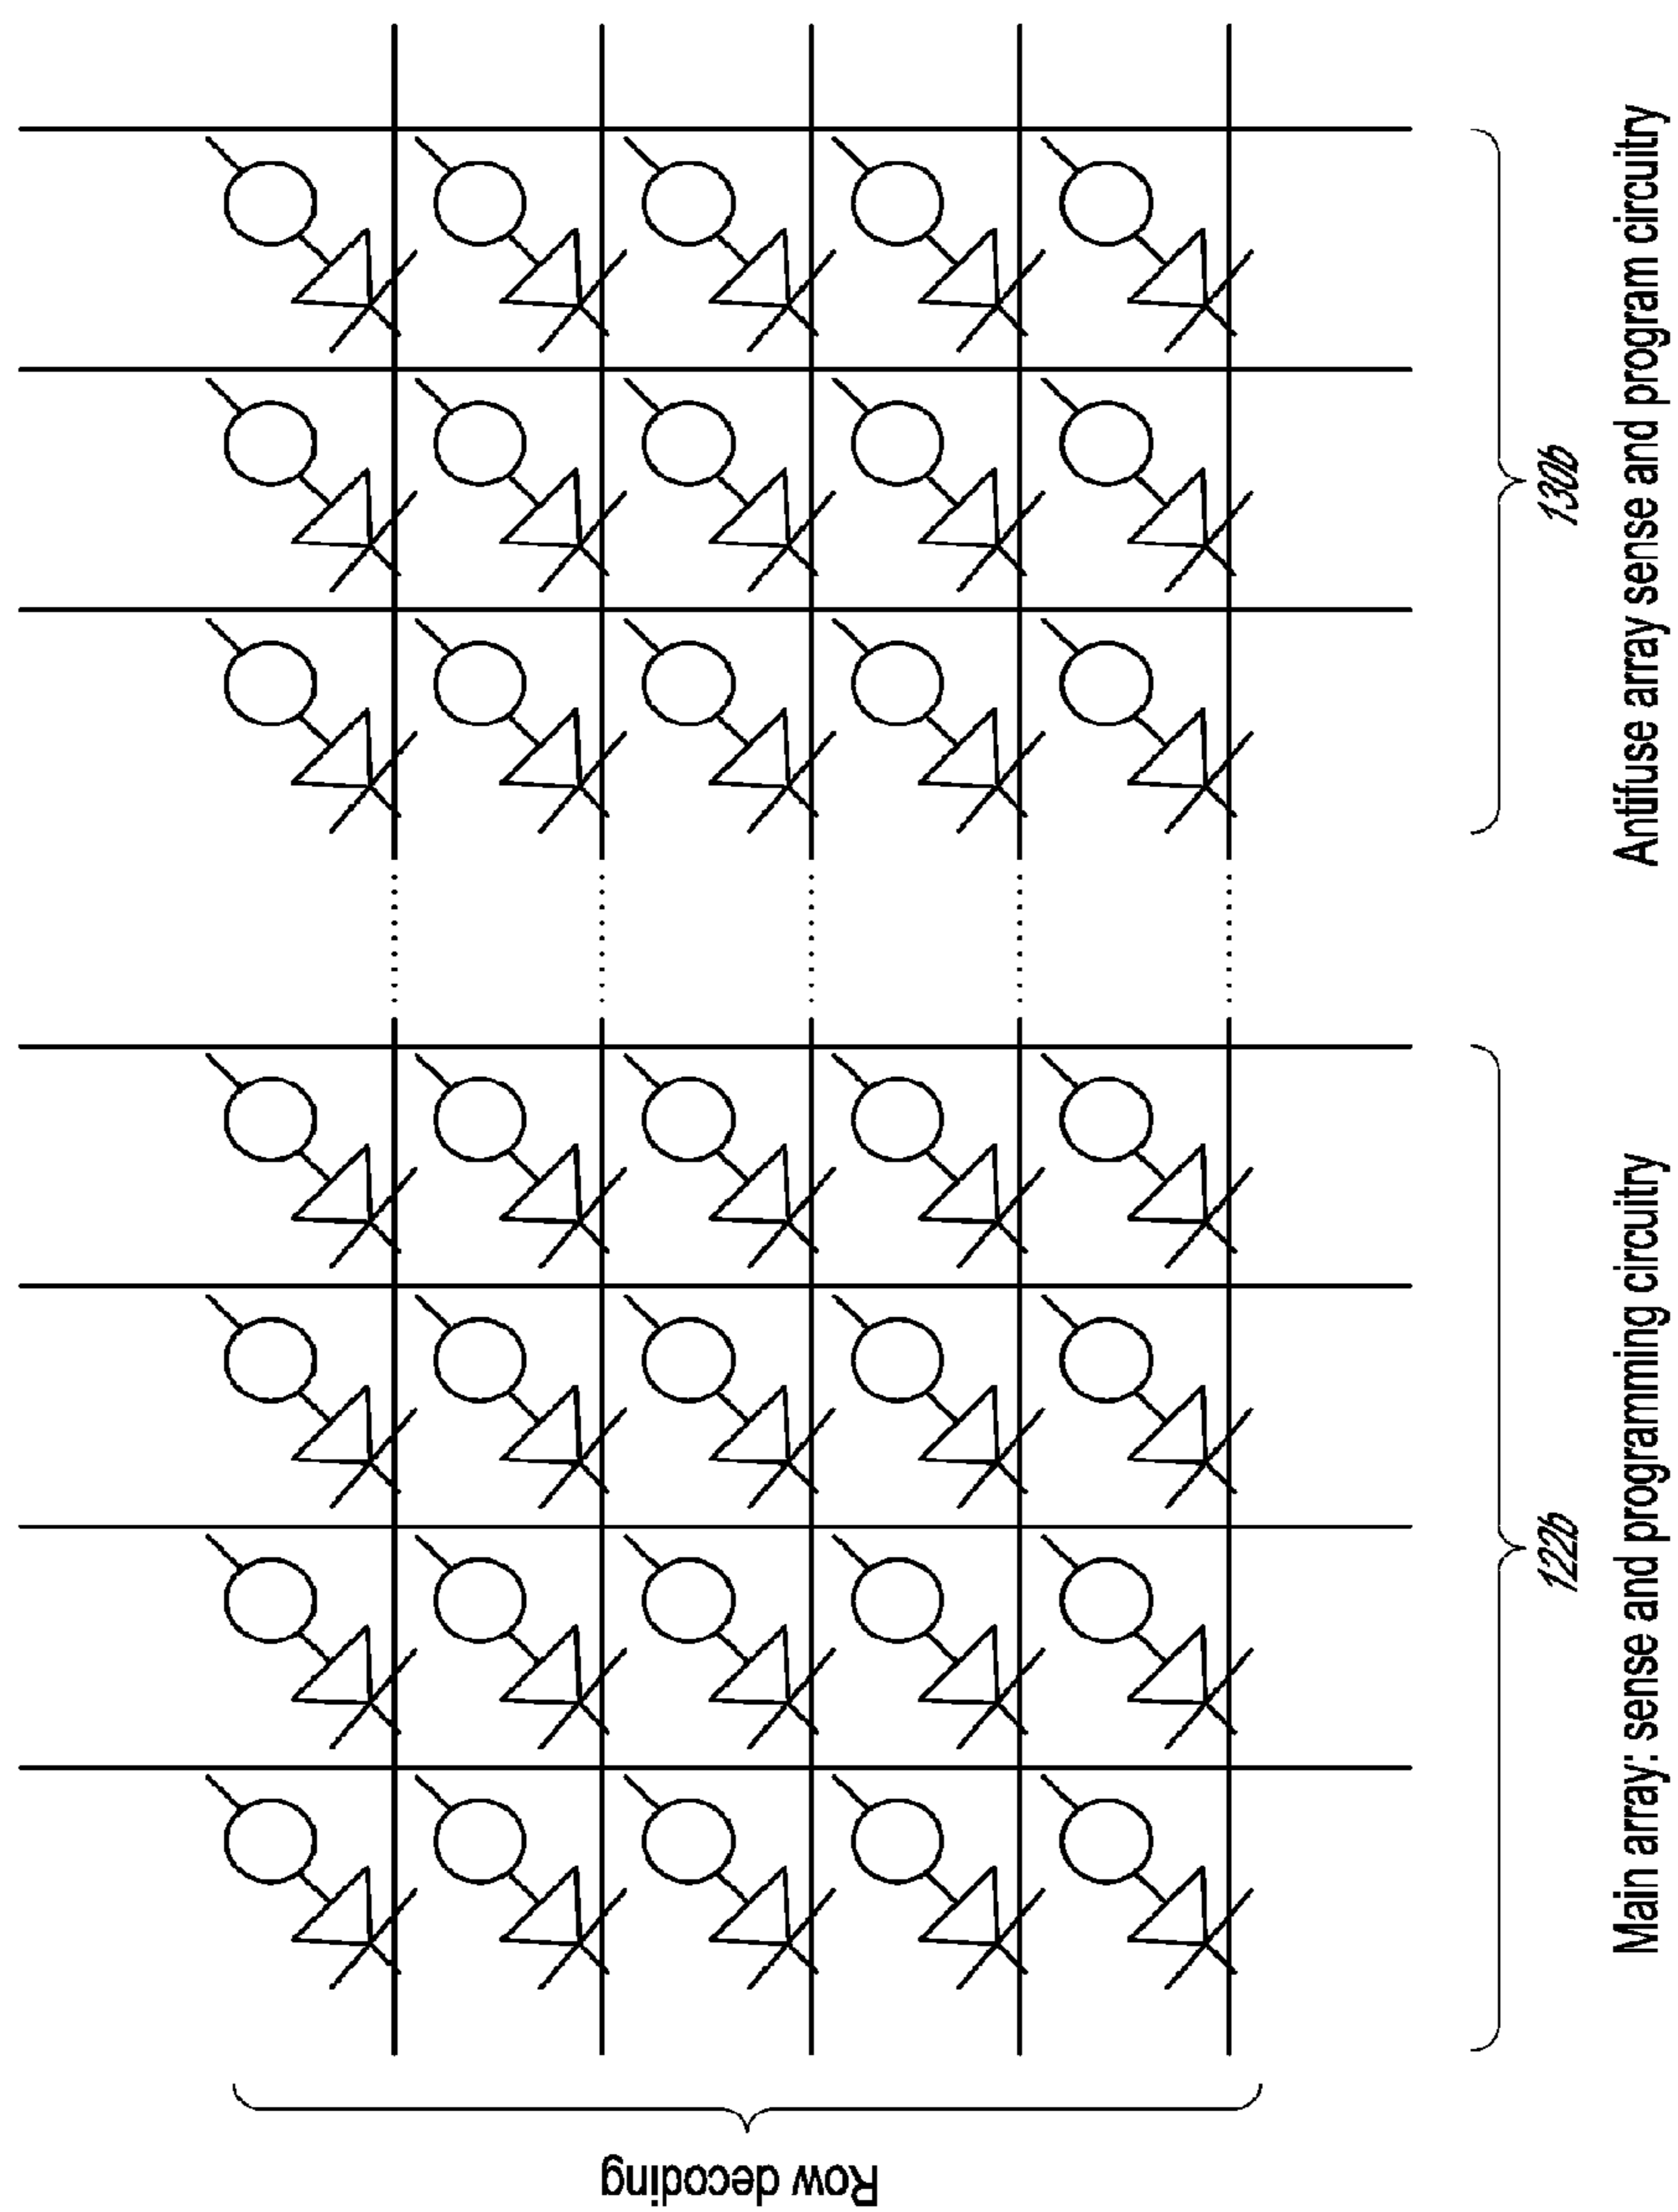 Row decoding
122b
Main array: sense and programming circuitry
130b
Antifuse array sense and program circuitry